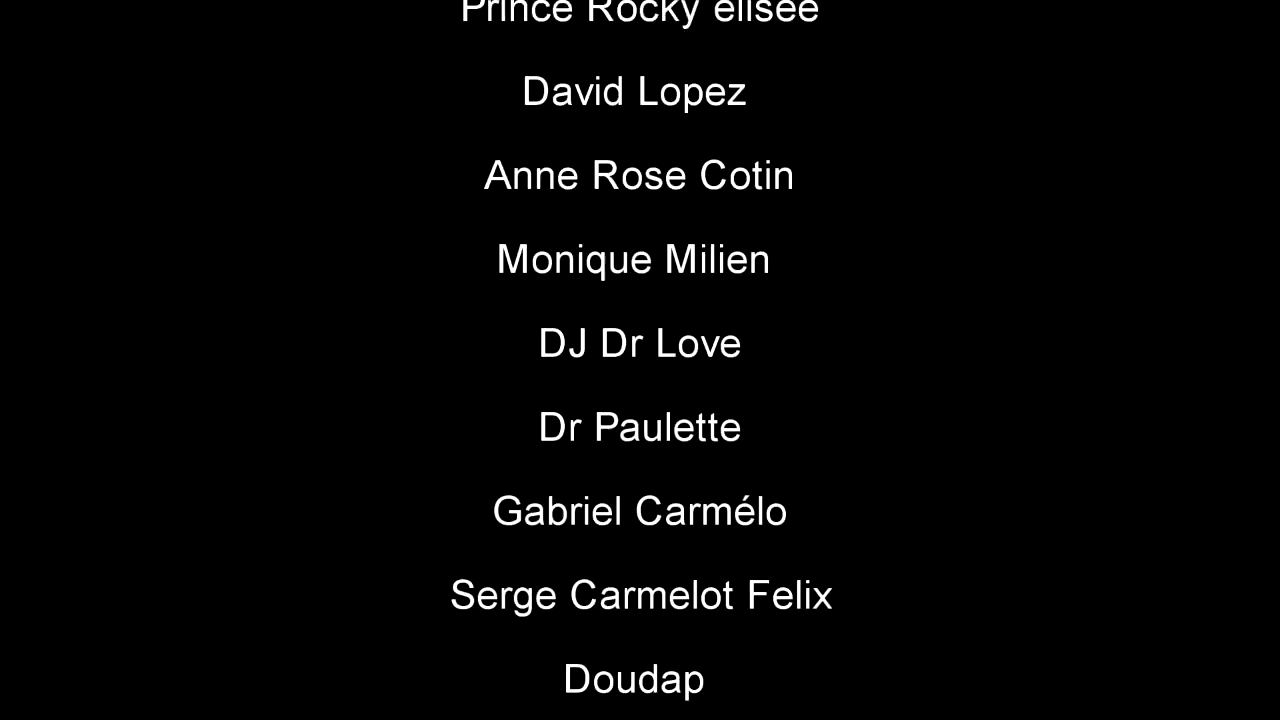 Prince Rocky elisee
David Lopez
Anne Rose Cotin
Monique Milien
DJ Dr Love
Dr Paulette
Gabriel Carmélo
Serge Carmelot Felix
Doudap